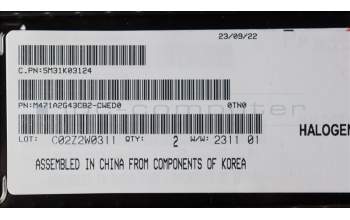 23/09/22
C.PN:5M31K03124
PN:M471A2G43CB2-CWED0 0TN0
LOT: C02Z2W0311 QTY: 2 W/W: 2311 01
HALOGEN
ASSEMBLED IN CHINA FROM COMPONENTS OF KOREA